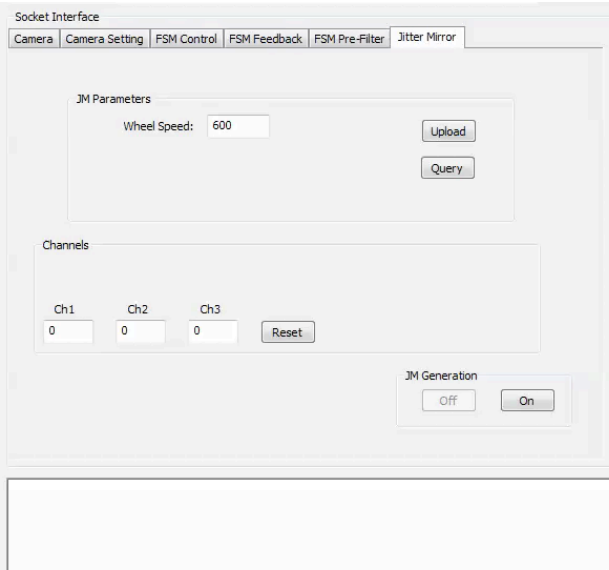 Socket Interface
Camera Camera Setting FSM Control FSM Feedback FSM Pre-Filter Jitter Mirror
JM Parameters
Wheel Speed: 600
Upload
Query
Channels
Ch1 Ch2 Ch3
0 0 0 Reset
JM Generation
Off On